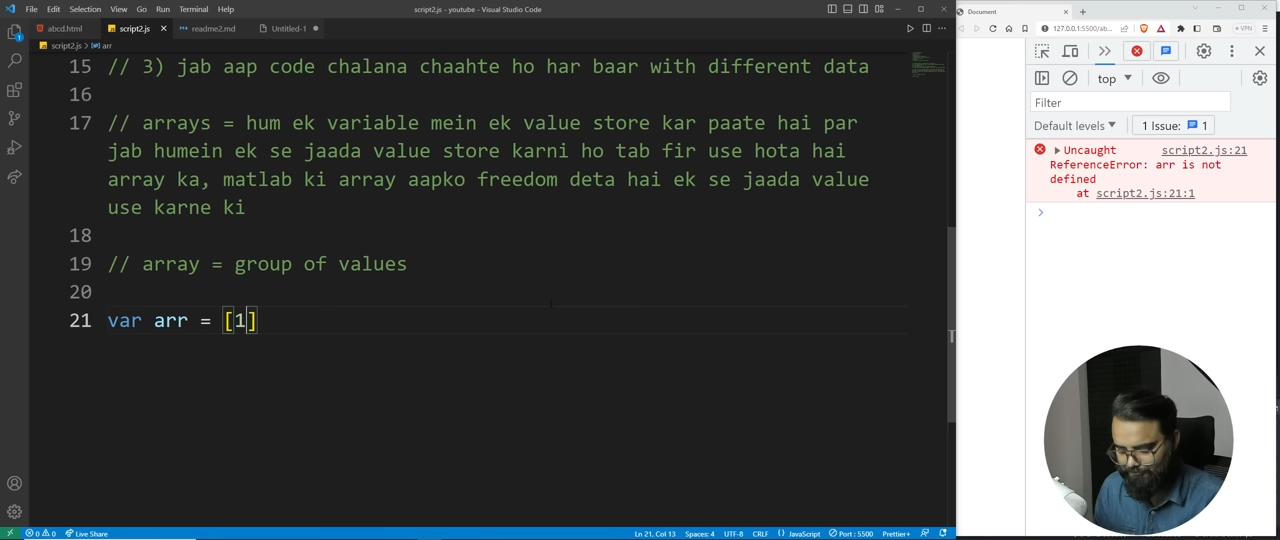 File Edit Selection View Go Run Terminal Help
script2.js - youtube - Visual Studio Code
abcd.html script2.js readme2.md Untitled-1
script2.js > arr
15 // 3) jab aap code chalana chaahte ho har baar with different data
16
17 // arrays = hum ek variable mein ek value store kar paate hai par
jab humein ek se jaada value store karni ho tab fir use hota hai
array ka, matlab ki array aapko freedom deta hai ek se jaada value
use karne ki
18
19 // array = group of values
20
21 var arr = [1]
1
0 0 Live Share
Ln 21, Col 13 Spaces: 4 UTF-8 CRLF {} JavaScript Port : 5500 Prettier+
Document
127.0.0.1:5500/ab... VPN
top
Filter
Default levels 1 Issue: 1
Uncaught script2.js:21
ReferenceError: arr is not
defined
at script2.js:21:1